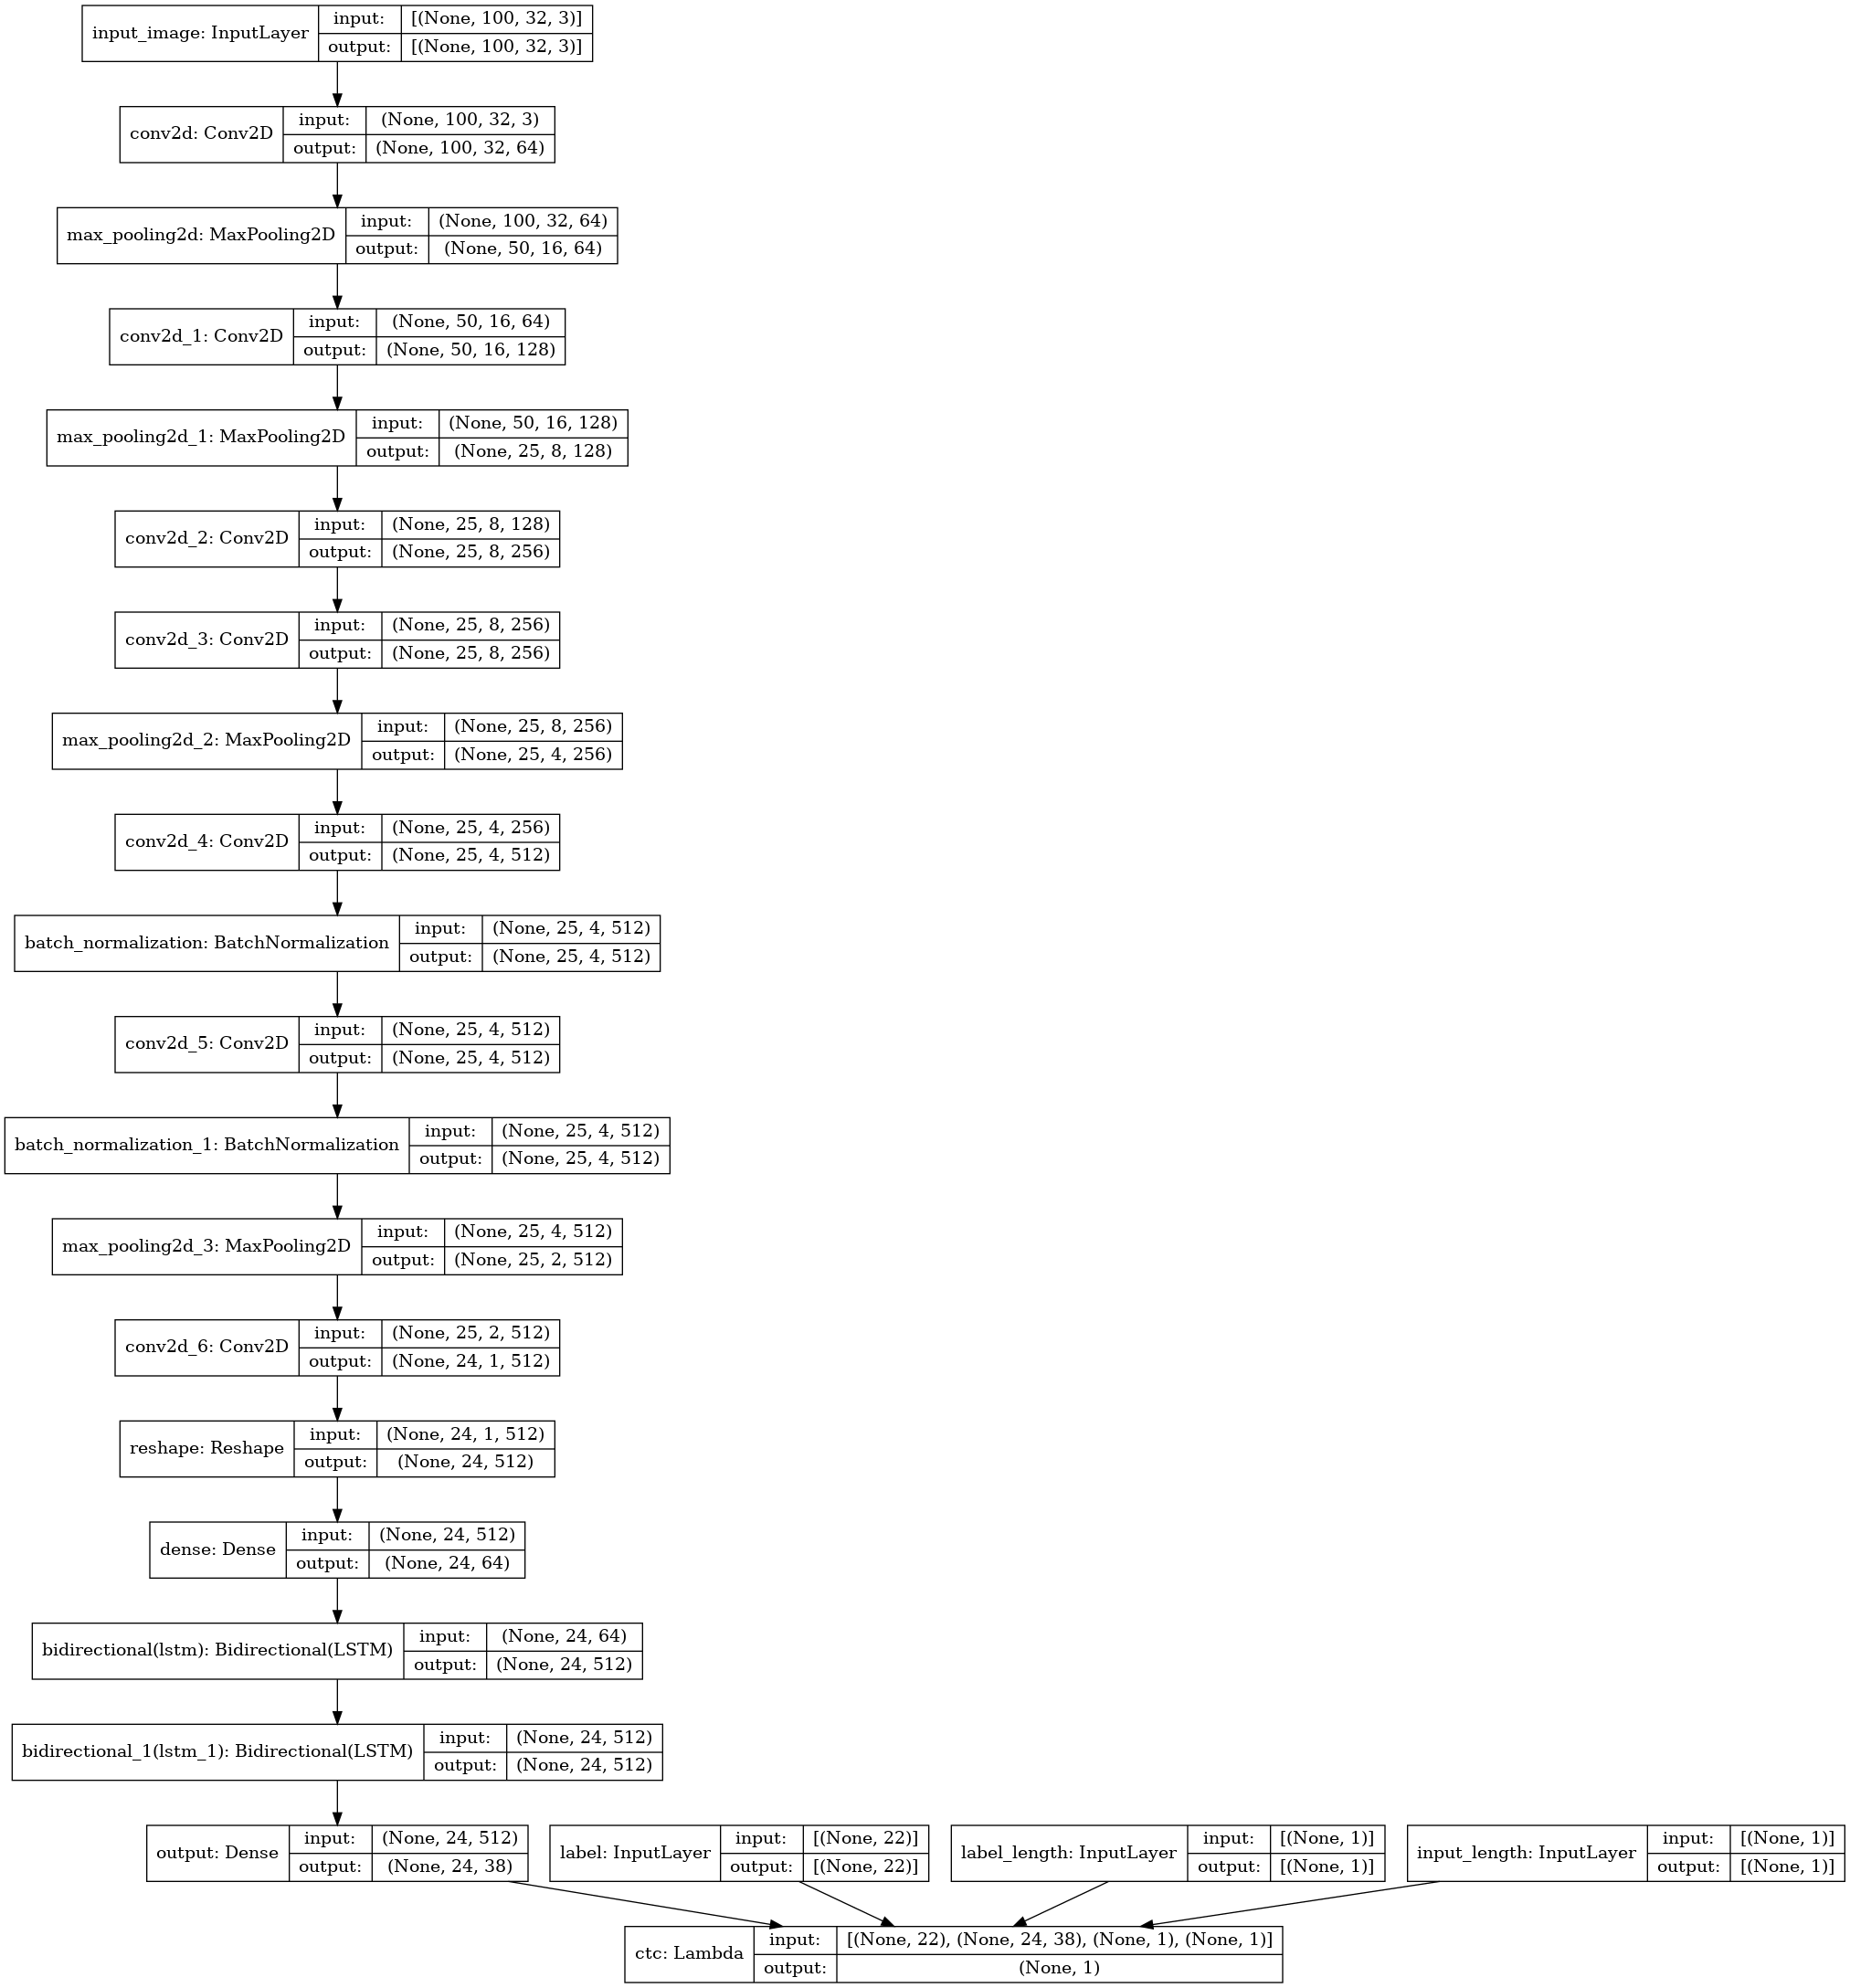 input_image: InputLayer input: [(None, 100, 32, 3)]
output: [(None, 100, 32, 3)]
conv2d: Conv2D input: (None, 100, 32, 3)
output: (None, 100, 32, 64)
max_pooling2d: MaxPooling2D input: (None, 100, 32, 64)
output: (None, 50, 16, 64)
conv2d_1: Conv2D input: (None, 50, 16, 64)
output: (None, 50, 16, 128)
max_pooling2d_1: MaxPooling2D input: (None, 50, 16, 128)
output: (None, 25, 8, 128)
conv2d_2: Conv2D input: (None, 25, 8, 128)
output: (None, 25, 8, 256)
conv2d_3: Conv2D input: (None, 25, 8, 256)
output: (None, 25, 8, 256)
max_pooling2d_2: MaxPooling2D input: (None, 25, 8, 256)
output: (None, 25, 4, 256)
conv2d_4: Conv2D input: (None, 25, 4, 256)
output: (None, 25, 4, 512)
batch_normalization: BatchNormalization input: (None, 25, 4, 512)
output: (None, 25, 4, 512)
conv2d_5: Conv2D input: (None, 25, 4, 512)
output: (None, 25, 4, 512)
batch_normalization_1: BatchNormalization input: (None, 25, 4, 512)
output: (None, 25, 4, 512)
max_pooling2d_3: MaxPooling2D input: (None, 25, 4, 512)
output: (None, 25, 2, 512)
conv2d_6: Conv2D input: (None, 25, 2, 512)
output: (None, 24, 1, 512)
reshape: Reshape input: (None, 24, 1, 512)
output: (None, 24, 512)
dense: Dense input: (None, 24, 512)
output: (None, 24, 64)
bidirectional(lstm): Bidirectional(LSTM) input: (None, 24, 64)
output: (None, 24, 512)
bidirectional_1(lstm_1): Bidirectional(LSTM) input: (None, 24, 512)
output: (None, 24, 512)
output: Dense input: (None, 24, 512)
output: (None, 24, 38)
label: InputLayer input: [(None, 22)]
output: [(None, 22)]
label_length: InputLayer input: [(None, 1)]
output: [(None, 1)]
input_length: InputLayer input: [(None, 1)]
output: [(None, 1)]
ctc: Lambda input: [(None, 22), (None, 24, 38), (None, 1), (None, 1)]
output: (None, 1)